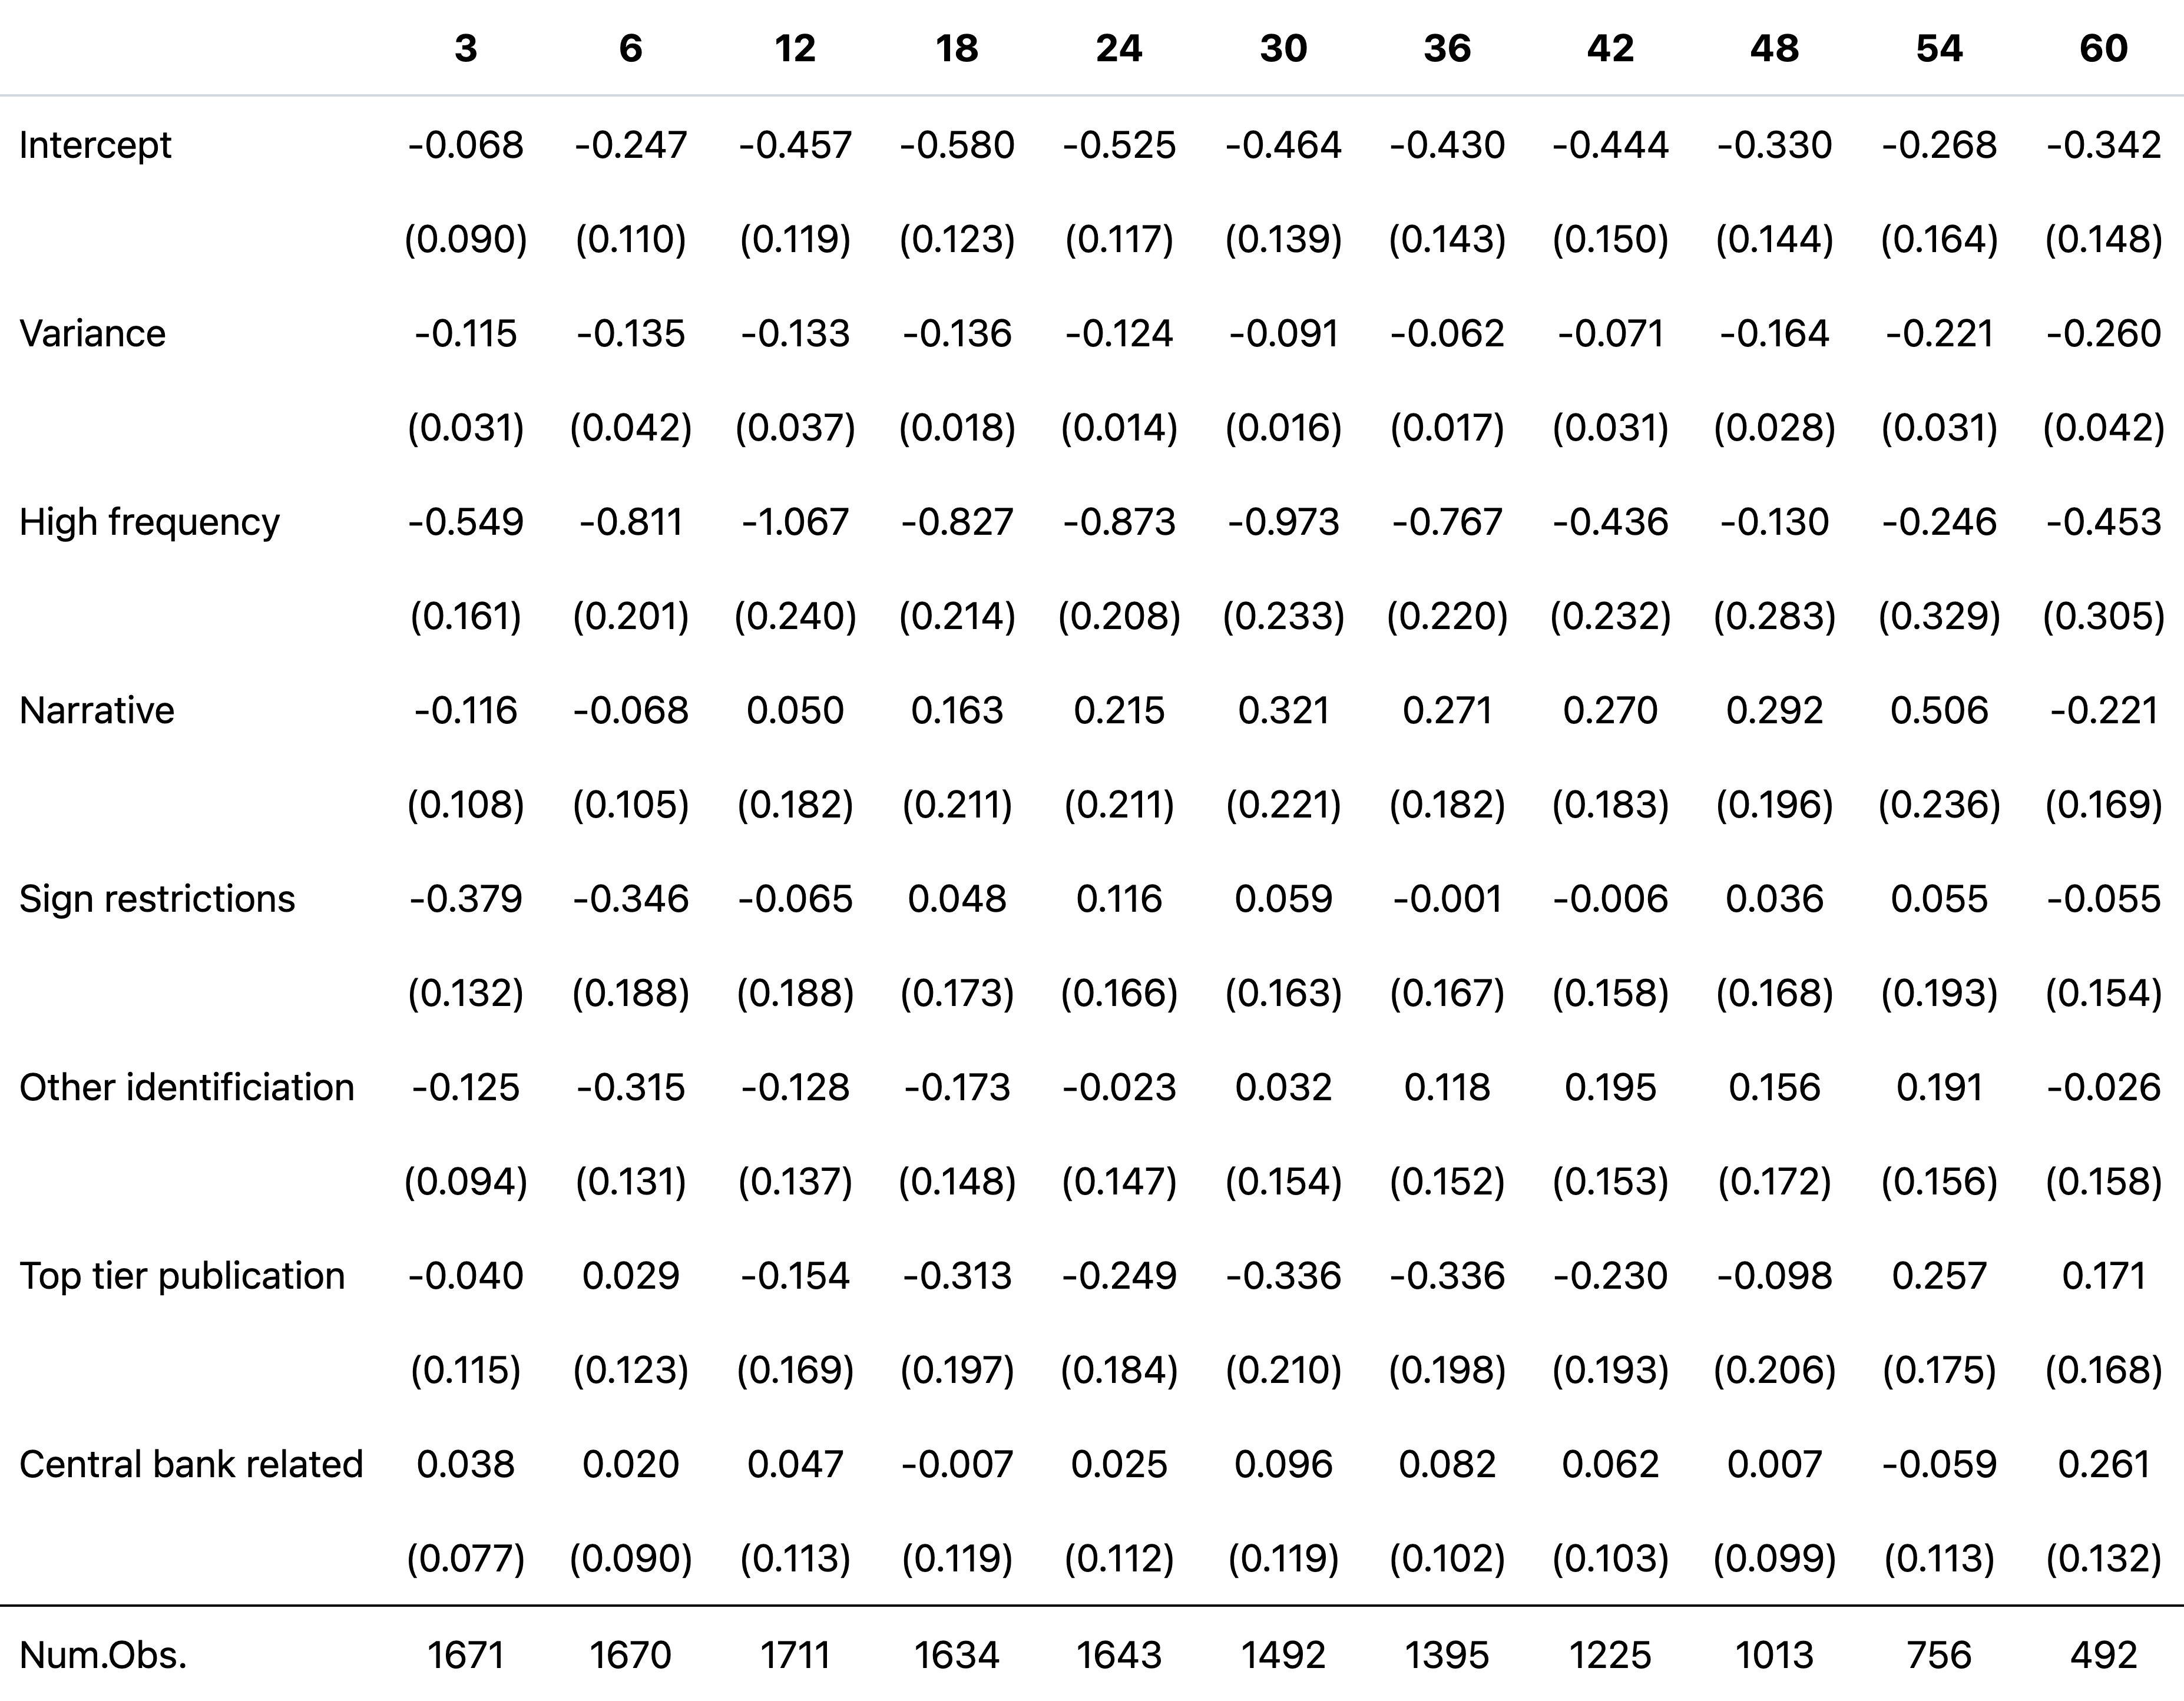 3 6 12 18 24 30 36 42 48 54 60
Intercept -0.068 -0.247 -0.457 -0.580 -0.525 -0.464 -0.430 -0.444 -0.330 -0.268 -0.342
(0.090) (0.110) (0.119) (0.123) (0.117) (0.139) (0.143) (0.150) (0.144) (0.164) (0.148)
Variance -0.115 -0.135 -0.133 -0.136 -0.124 -0.091 -0.062 -0.071 -0.164 -0.221 -0.260
(0.031) (0.042) (0.037) (0.018) (0.014) (0.016) (0.017) (0.031) (0.028) (0.031) (0.042)
High frequency -0.549 -0.811 -1.067 -0.827 -0.873 -0.973 -0.767 -0.436 -0.130 -0.246 -0.453
(0.161) (0.201) (0.240) (0.214) (0.208) (0.233) (0.220) (0.232) (0.283) (0.329) (0.305)
Narrative -0.116 -0.068 0.050 0.163 0.215 0.321 0.271 0.270 0.292 0.506 -0.221
(0.108) (0.105) (0.182) (0.211) (0.211) (0.221) (0.182) (0.183) (0.196) (0.236) (0.169)
Sign restrictions -0.379 -0.346 -0.065 0.048 0.116 0.059 -0.001 -0.006 0.036 0.055 -0.055
(0.132) (0.188) (0.188) (0.173) (0.166) (0.163) (0.167) (0.158) (0.168) (0.193) (0.154)
Other identificiation -0.125 -0.315 -0.128 -0.173 -0.023 0.032 0.118 0.195 0.156 0.191 -0.026
(0.094) (0.131) (0.137) (0.148) (0.147) (0.154) (0.152) (0.153) (0.172) (0.156) (0.158)
Top tier publication -0.040 0.029 -0.154 -0.313 -0.249 -0.336 -0.336 -0.230 -0.098 0.257 0.171
(0.115) (0.123) (0.169) (0.197) (0.184) (0.210) (0.198) (0.193) (0.206) (0.175) (0.168)
Central bank related 0.038 0.020 0.047 -0.007 0.025 0.096 0.082 0.062 0.007 -0.059 0.261
(0.077) (0.090) (0.113) (0.119) (0.112) (0.119) (0.102) (0.103) (0.099) (0.113) (0.132)
Num.Obs. 1671 1670 1711 1634 1643 1492 1395 1225 1013 756 492